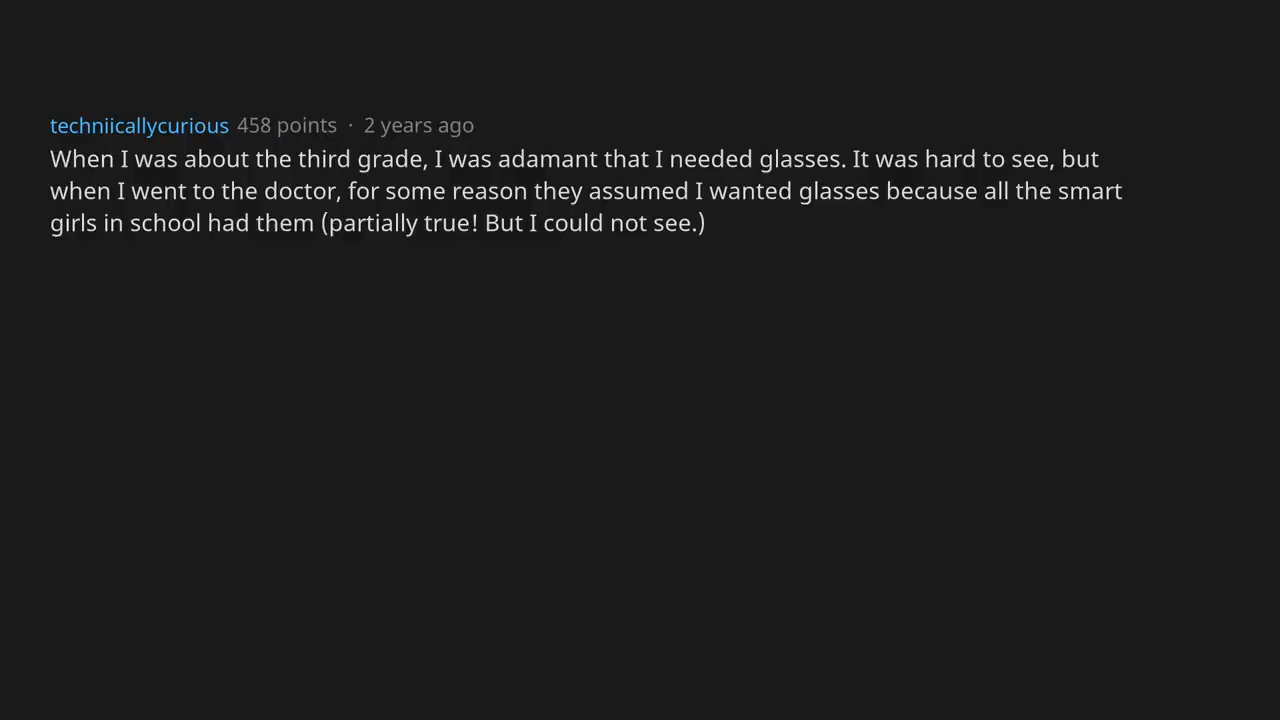 techniicallycurious 458 points · 2 years ago
When I was about the third grade, I was adamant that I needed glasses. It was hard to see, but
when I went to the doctor, for some reason they assumed I wanted glasses because all the smart
girls in school had them (partially true! But I could not see.)